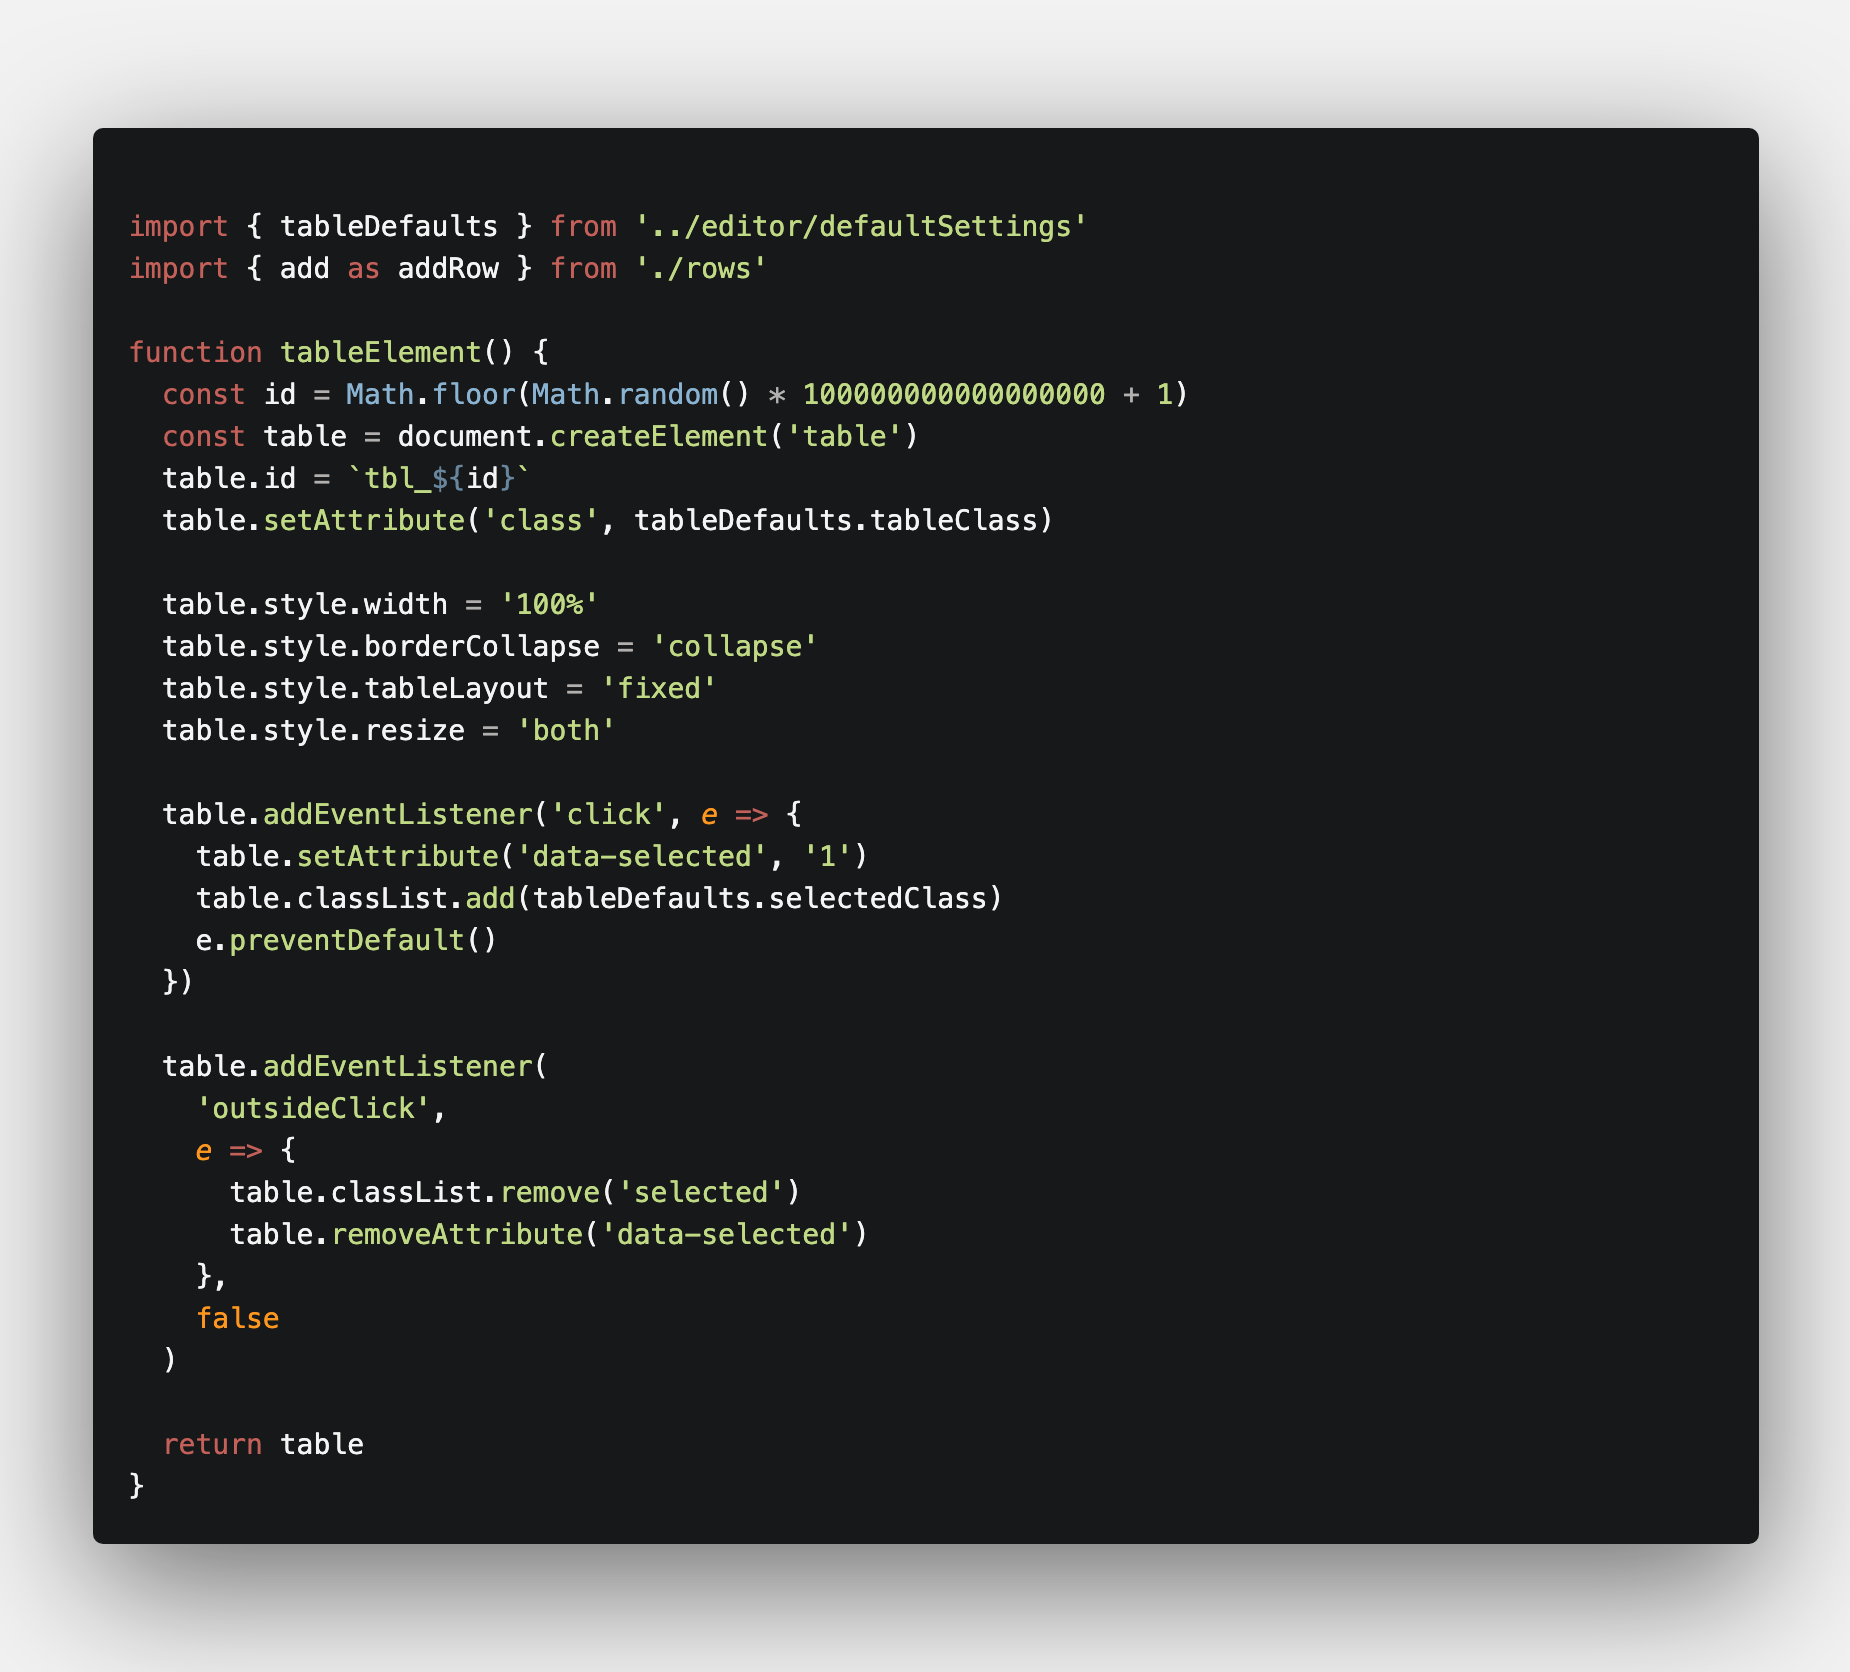 import { tableDefaults } from '../editor/defaultSettings'
import { add as addRow } from './rows'

function tableElement() {
  const id = Math.floor(Math.random() * 100000000000000000 + 1)
  const table = document.createElement('table')
  table.id = `tbl_${id}`
  table.setAttribute('class', tableDefaults.tableClass)

  table.style.width = '100%'
  table.style.borderCollapse = 'collapse'
  table.style.tableLayout = 'fixed'
  table.style.resize = 'both'

  table.addEventListener('click', e => {
    table.setAttribute('data-selected', '1')
    table.classList.add(tableDefaults.selectedClass)
    e.preventDefault()
  })

  table.addEventListener(
    'outsideClick',
    e => {
      table.classList.remove('selected')
      table.removeAttribute('data-selected')
    },
    false
  )

  return table
}